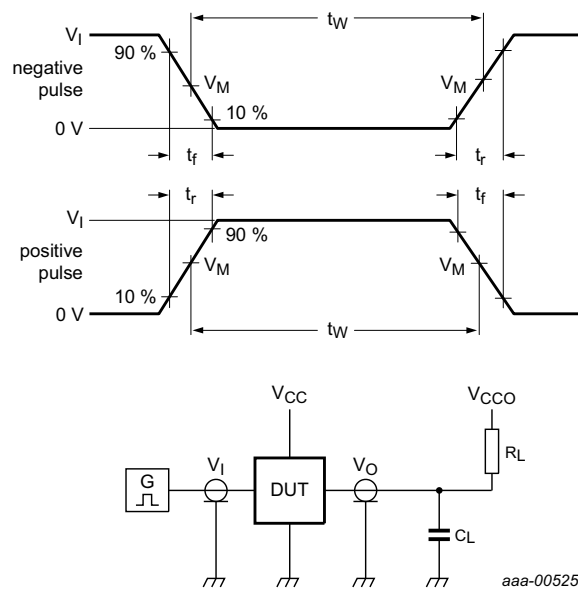 V_I
t_W
90 %
negative
pulse
V_M
V_M
10 %
0 V
t_f
t_r
t_r
t_f
V_I
90 %
positive
pulse
V_M
V_M
10 %
0 V
t_W
V_CC
V_CCO
R_L
V_I
V_O
G
DUT
C_L
aaa-00525